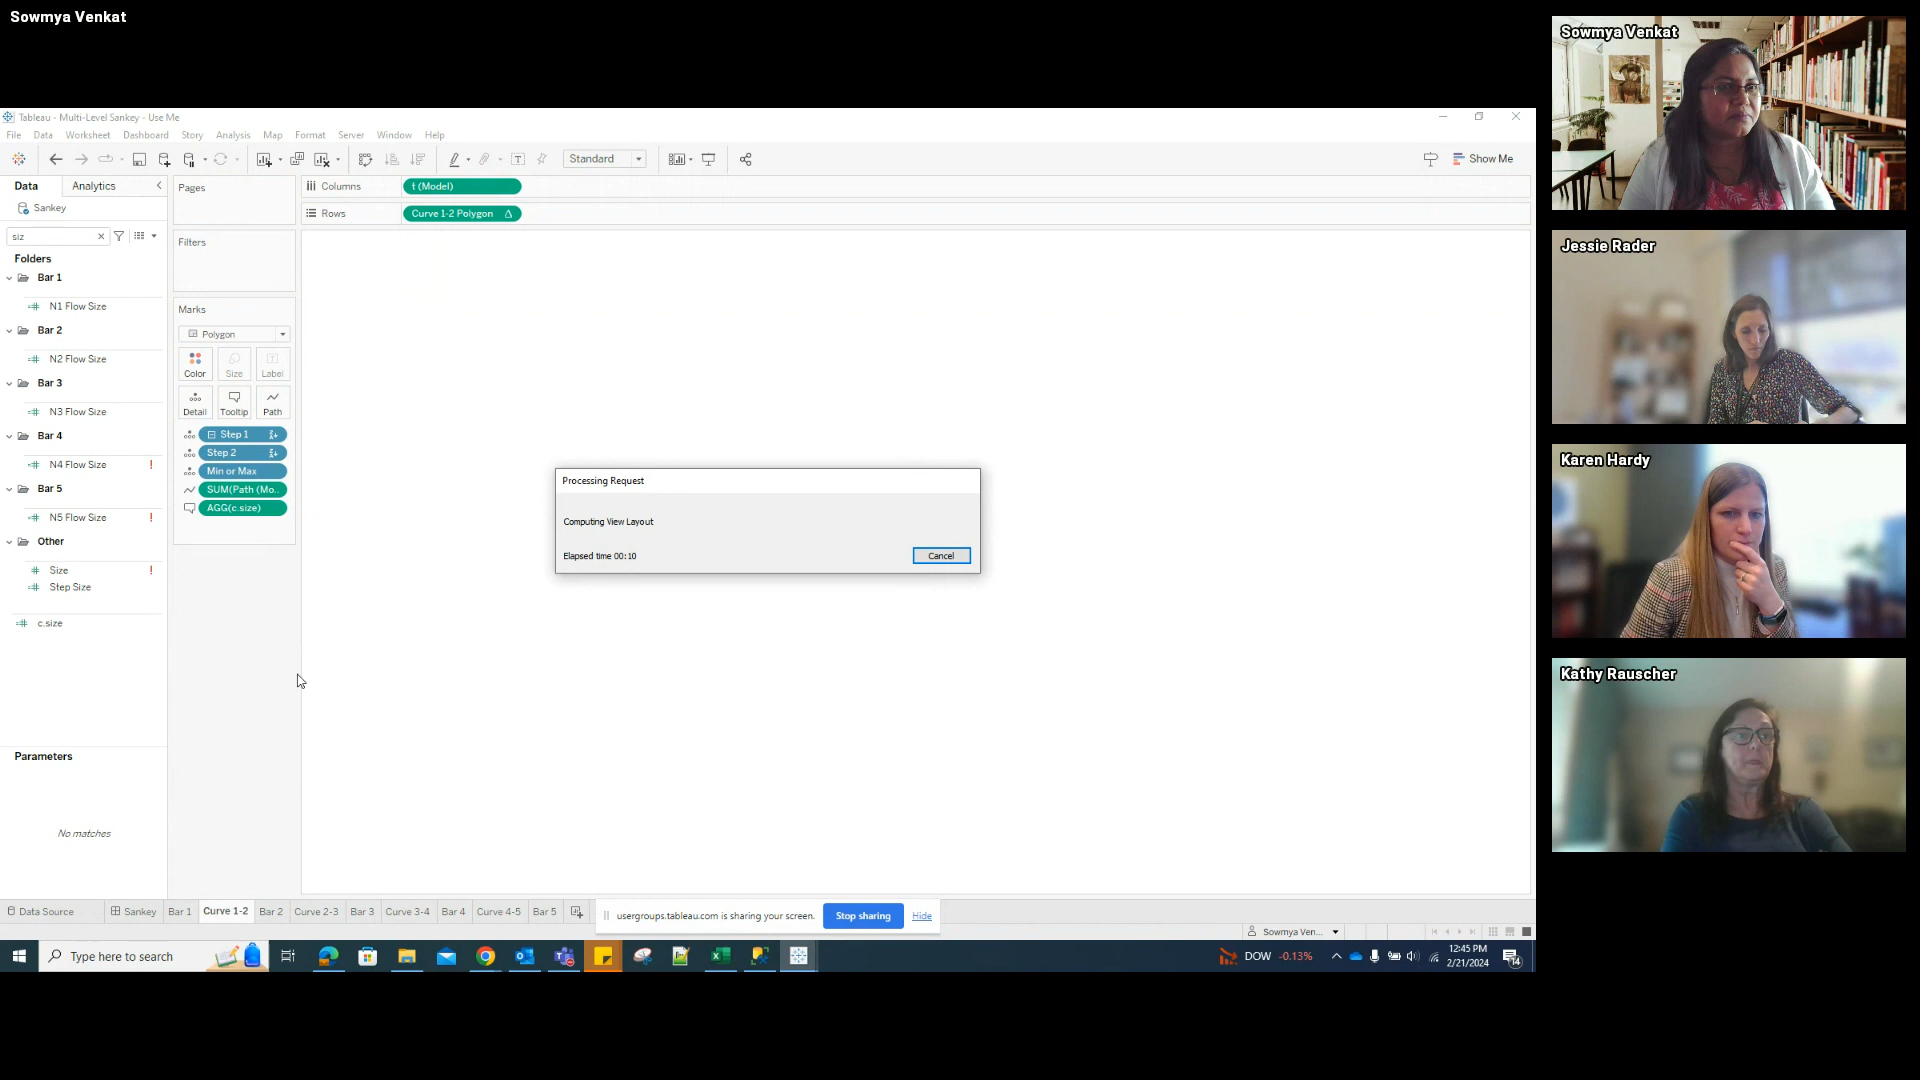 Sowmya Venkat
Tableau - Multi-Level Sankey - Use Me
File Data Worksheet Dashboard Story Analysis Map Format Server Window Help
Standard
Show Me
Data Analytics
Sankey
siz
Folders
Bar 1
N1 Flow Size
Bar 2
N2 Flow Size
Bar 3
N3 Flow Size
Bar 4
N4 Flow Size !
Bar 5
N5 Flow Size !
Other
Size !
Step Size
c.size
Parameters
No matches
Pages
Filters
Marks
Polygon
Color Size Label
Detail Tooltip Path
Step 1
Step 2
Min or Max
SUM(Path (Mo..
AGG(c.size)
Columns t (Model)
Rows Curve 1-2 Polygon
Processing Request
Computing View Layout
Elapsed time 00:10
Cancel
Data Source Sankey Bar 1 Curve 1-2 Bar 2 Curve 2-3 Bar 3 Curve 3-4 Bar 4 Curve 4-5 Bar 5
usergroups.tableau.com is sharing your screen. Stop sharing Hide
Sowmya Ven...
Type here to search
DOW -0.13%
12:45 PM
2/21/2024
14
Sowmya Venkat
Jessie Rader
Karen Hardy
Kathy Rauscher